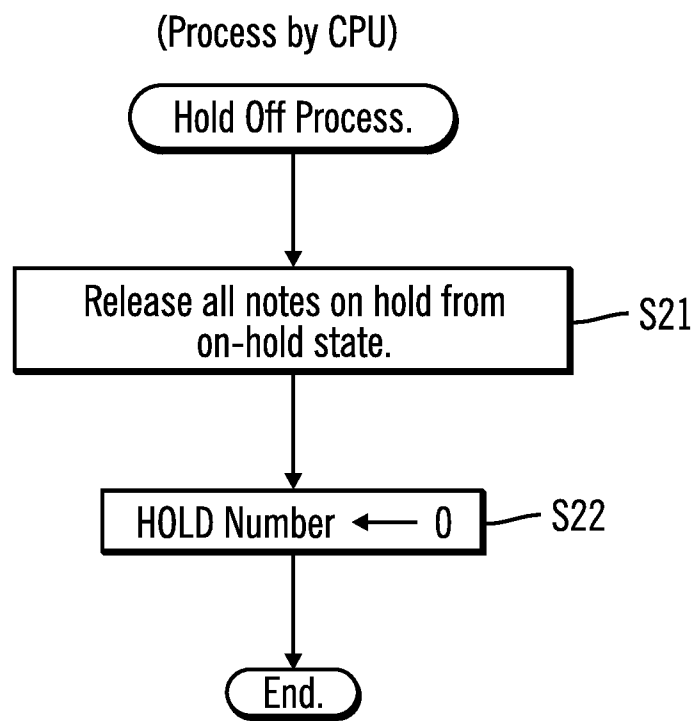 (Process by CPU)
Hold Off Process.
Release all notes on hold from
on-hold state.
S21
HOLD Number ← 0
S22
End.